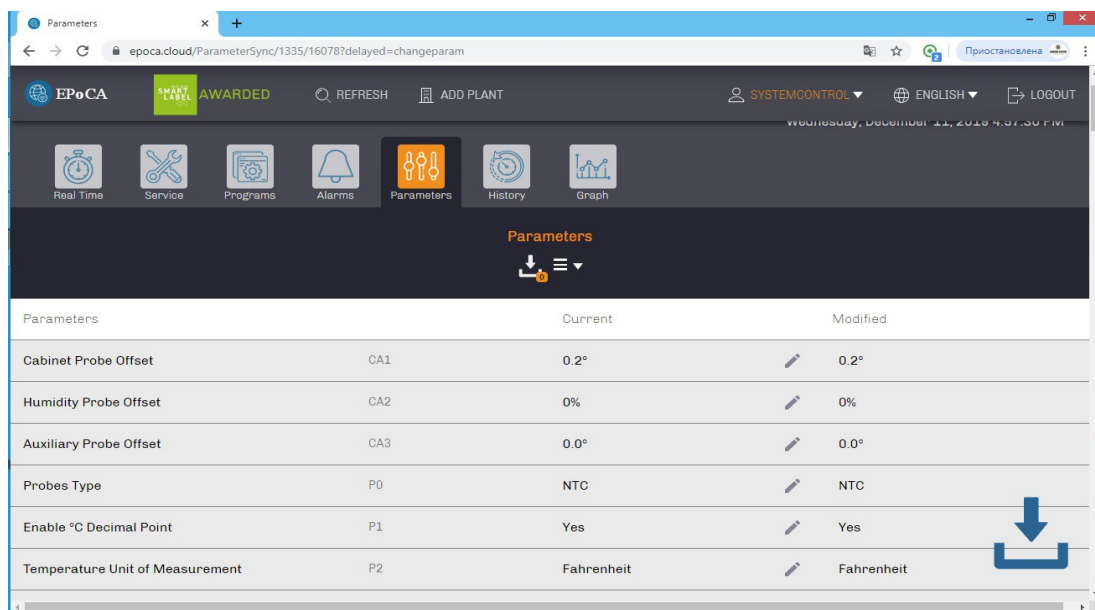 Parameters
epoca.cloud/ParameterSync/1335/16078?delayed=changeparam
2
Приостановлена
EPoCA
SMART LABEL
AWARDED
REFRESH
ADD PLANT
SYSTEMCONTROL
ENGLISH
LOGOUT
Wednesday, December 11, 2019 4:57:30 PM
Real Time
Service
Programs
Alarms
Parameters
History
Graph
Parameters
0
Parameters Current Modified
Cabinet Probe Offset CA1 0.2° 0.2°
Humidity Probe Offset CA2 0% 0%
Auxiliary Probe Offset CA3 0.0° 0.0°
Probes Type P0 NTC NTC
Enable °C Decimal Point P1 Yes Yes
Temperature Unit of Measurement P2 Fahrenheit Fahrenheit